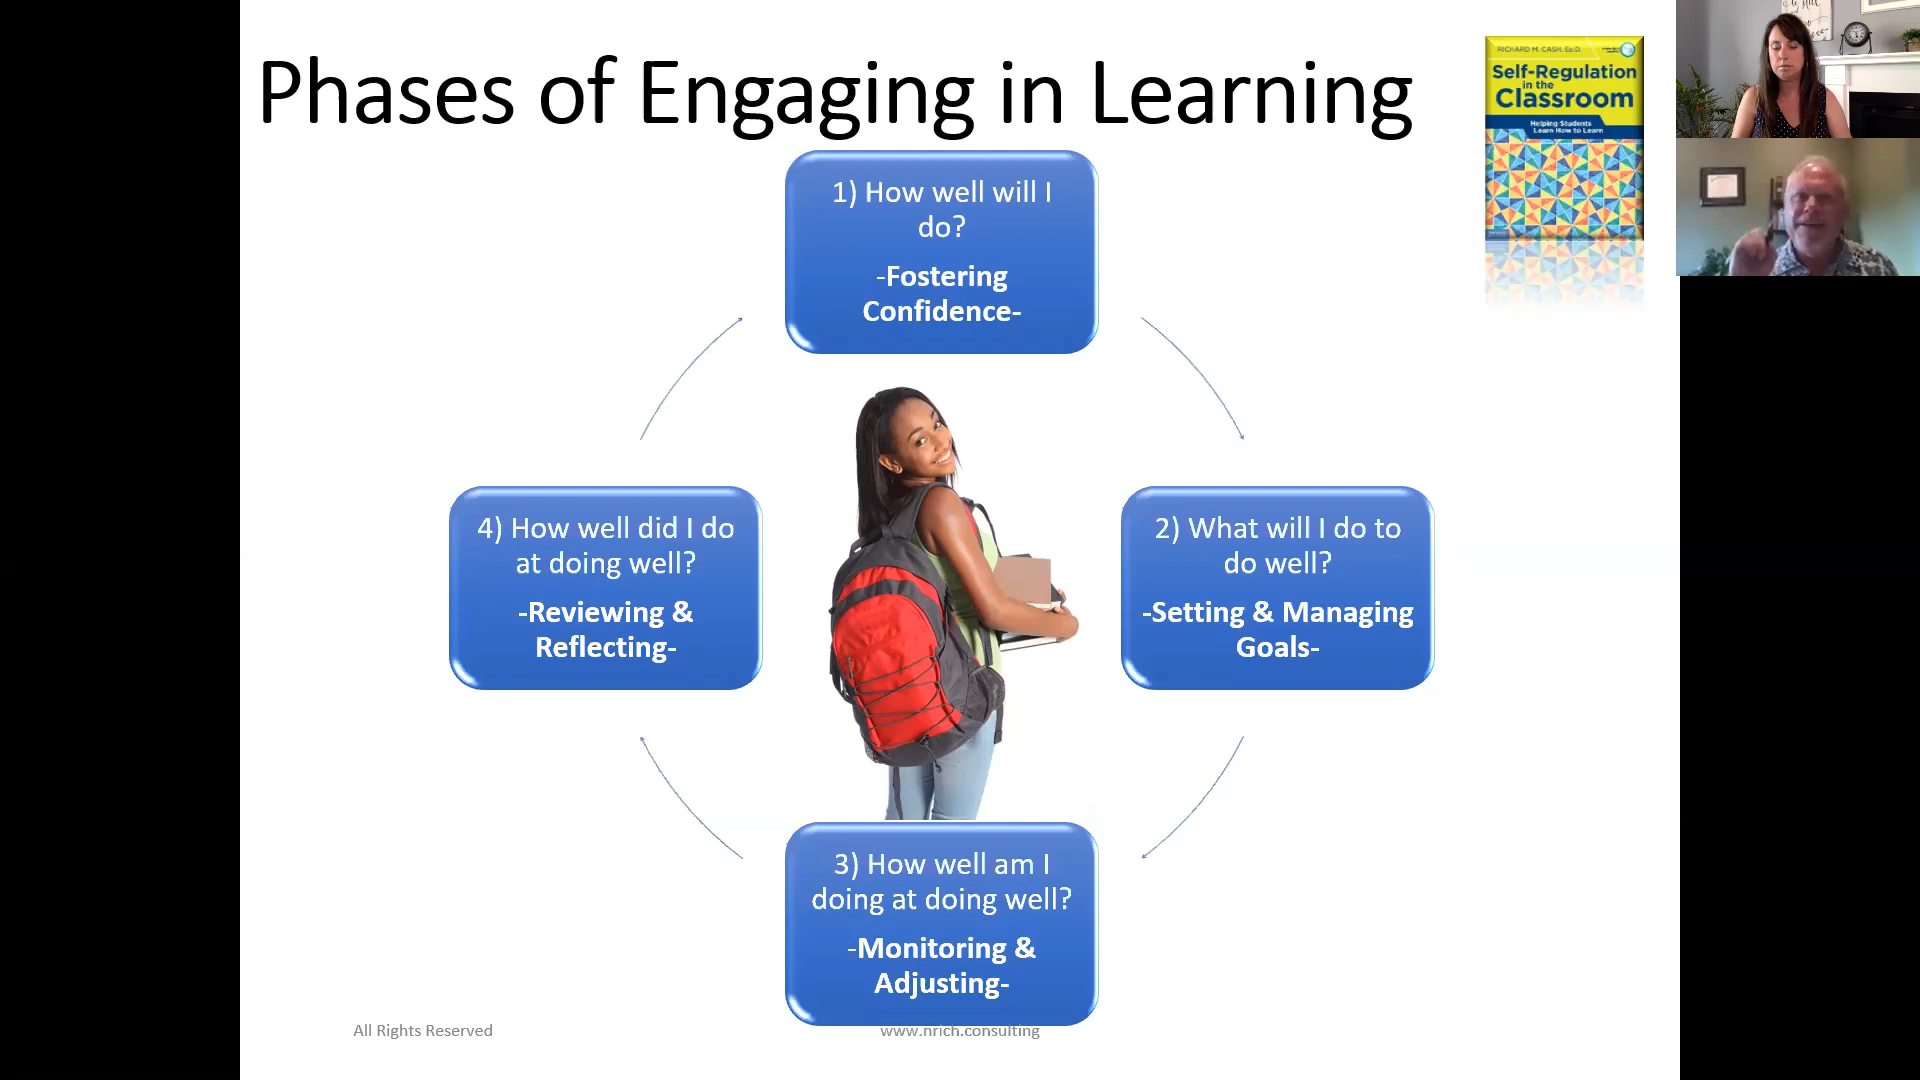 Phases of Engaging in Learning
RICHARD M. CASH, Ed.D.
Self-Regulation
in the
Classroom
Helping Students
Learn How to Learn
1) How well will I
do?
-Fostering
Confidence-
2) What will I do to
do well?
-Setting & Managing
Goals-
3) How well am I
doing at doing well?
-Monitoring &
Adjusting-
4) How well did I do
at doing well?
-Reviewing &
Reflecting-
All Rights Reserved
www.nrich.consulting